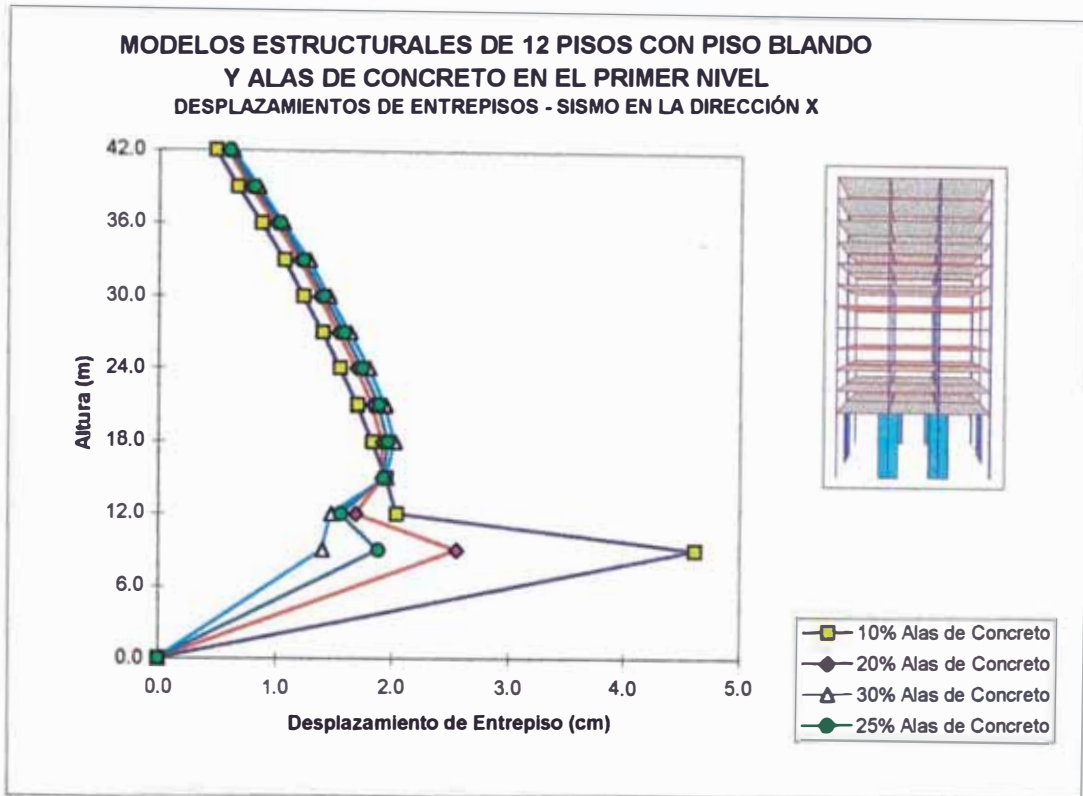 MODELOS ESTRUCTURALES DE 12 PISOS CON PISO BLANDO
Y ALAS DE CONCRETO EN EL PRIMER NIVEL
DESPLAZAMIENTOS DE ENTREPISOS - SISMO EN LA DIRECCIÓN X
42.0
36.0
30.0
24.0
18.0
12.0
6.0
0.0
Altura (m)
0.0 1.0 2.0 3.0 4.0 5.0
Desplazamiento de Entrepiso (cm)
10% Alas de Concreto
20% Alas de Concreto
30% Alas de Concreto
25% Alas de Concreto